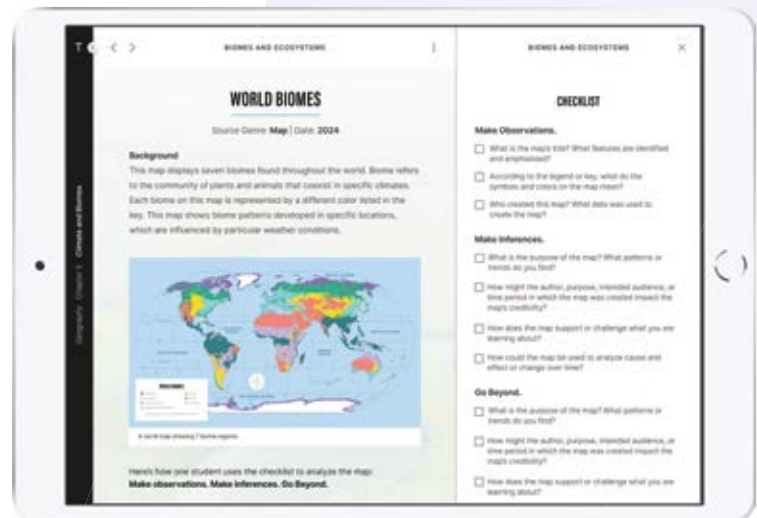 T
BIOMES AND ECOSYSTEMS
WORLD BIOMES
Source Genre: Map | Date: 2024
Background
This map displays seven biomes found throughout the world. Biome refers
to the community of plants and animals that coexist in specific climates.
Each biome on this map is represented by a different color listed in the
key. This map shows biome patterns developed in specific locations,
which are influenced by particular weather conditions.
WORLD BIOMES
A world map showing 7 biome regions
Here's how one student uses the checklist to analyze the map:
Make observations. Make inferences. Go Beyond.
Geography Chapter 5 Climate and Biomes
BIOMES AND ECOSYSTEMS
CHECKLIST
Make Observations.
What is the map's title? What features are identified
and emphasized?
According to the legend or key, what do the
symbols and colors on the map mean?
Who created this map? What data was used to
create the map?
Make Inferences.
What is the purpose of the map? What patterns or
trends do you find?
How might the author, purpose, intended audience, or
time period in which the map was created impact the
map's credibility?
How does the map support or challenge what you are
learning about?
How could the map be used to analyze cause and
effect or change over time?
Go Beyond.
What is the purpose of the map? What patterns or
trends do you find?
How might the author, purpose, intended audience, or
time period in which the map was created impact the
map's credibility?
How does the map support or challenge what you are
learning about?